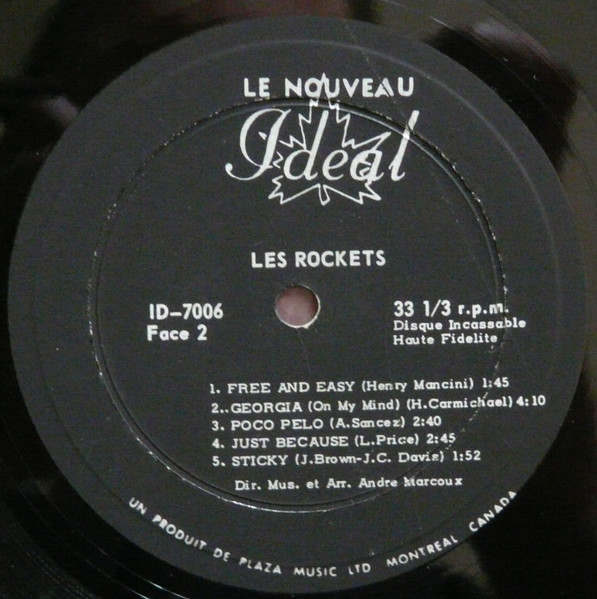 LE NOUVEAU
Ideal
LES ROCKETS
ID-7006
Face 2
33 1/3 r.p.m.
Disque Incassable
Haute Fidelite
1. FREE AND EASY (Henry Mancini) 1:45
2..GEORGIA (On My Mind) (H.Carmichael) 4:10
3. POCO PELO (A.Sancez) 2:40
4. JUST BECAUSE (L.Price) 2:45
5. STICKY (J.Brown-J.C. Davis) 1:52
Dir. Mus. et Arr. Andre Marcoux
UN PRODUIT DE PLAZA MUSIC LTD MONTREAL CANADA